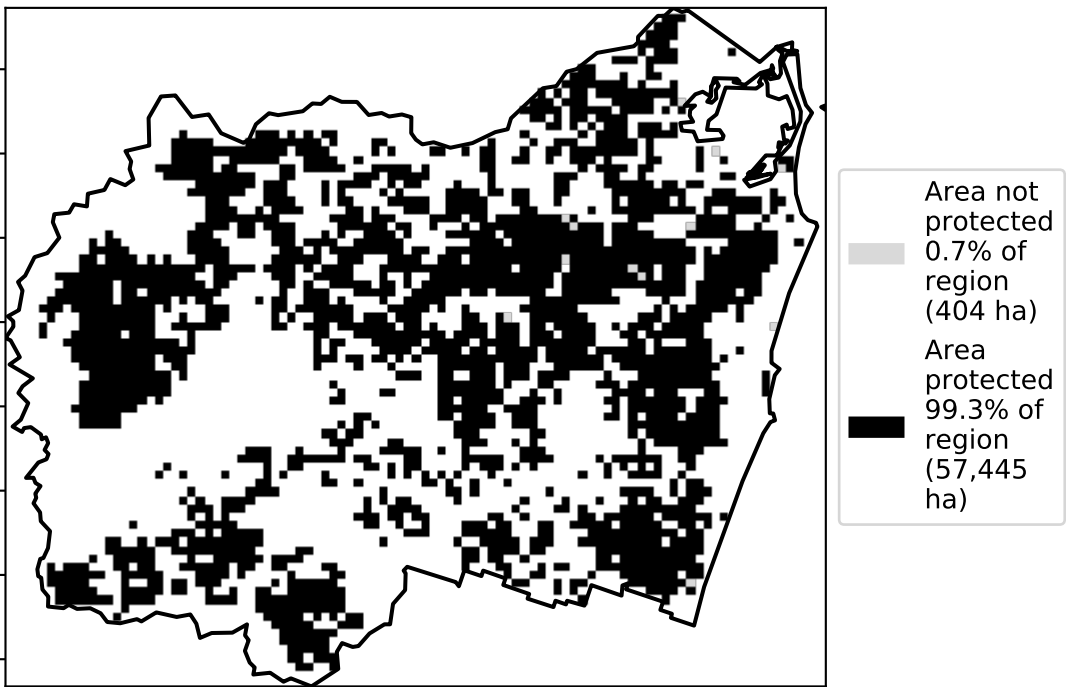 Area not
protected
0.7% of
region
(404 ha)
Area
protected
99.3% of
region
(57,445
ha)